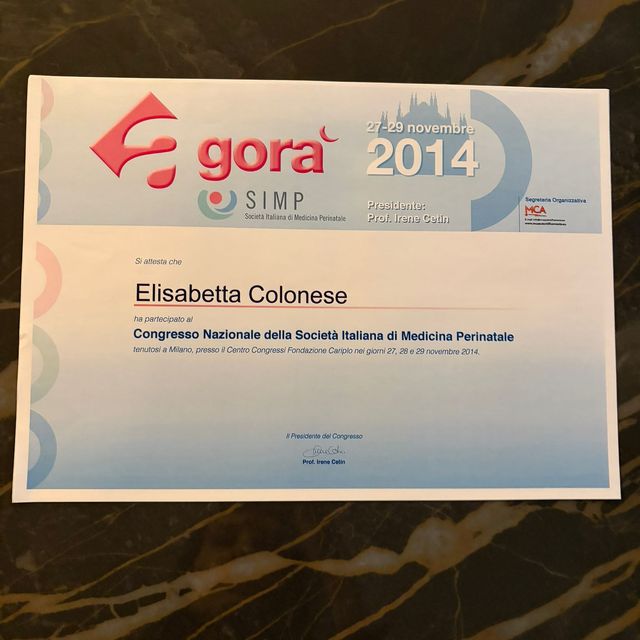 agorà
27-29 novembre
2014
SIMP
Società Italiana di Medicina Perinatale
Presidente:
Prof. Irene Cetin
Segreteria Organizzativa
MCA
Si attesta che
Elisabetta Colonese
ha partecipato al
Congresso Nazionale della Società Italiana di Medicina Perinatale
tenutosi a Milano, presso il Centro Congressi Fondazione Cariplo nei giorni 27, 28 e 29 novembre 2014.
Il Presidente del Congresso
Prof. Irene Cetin